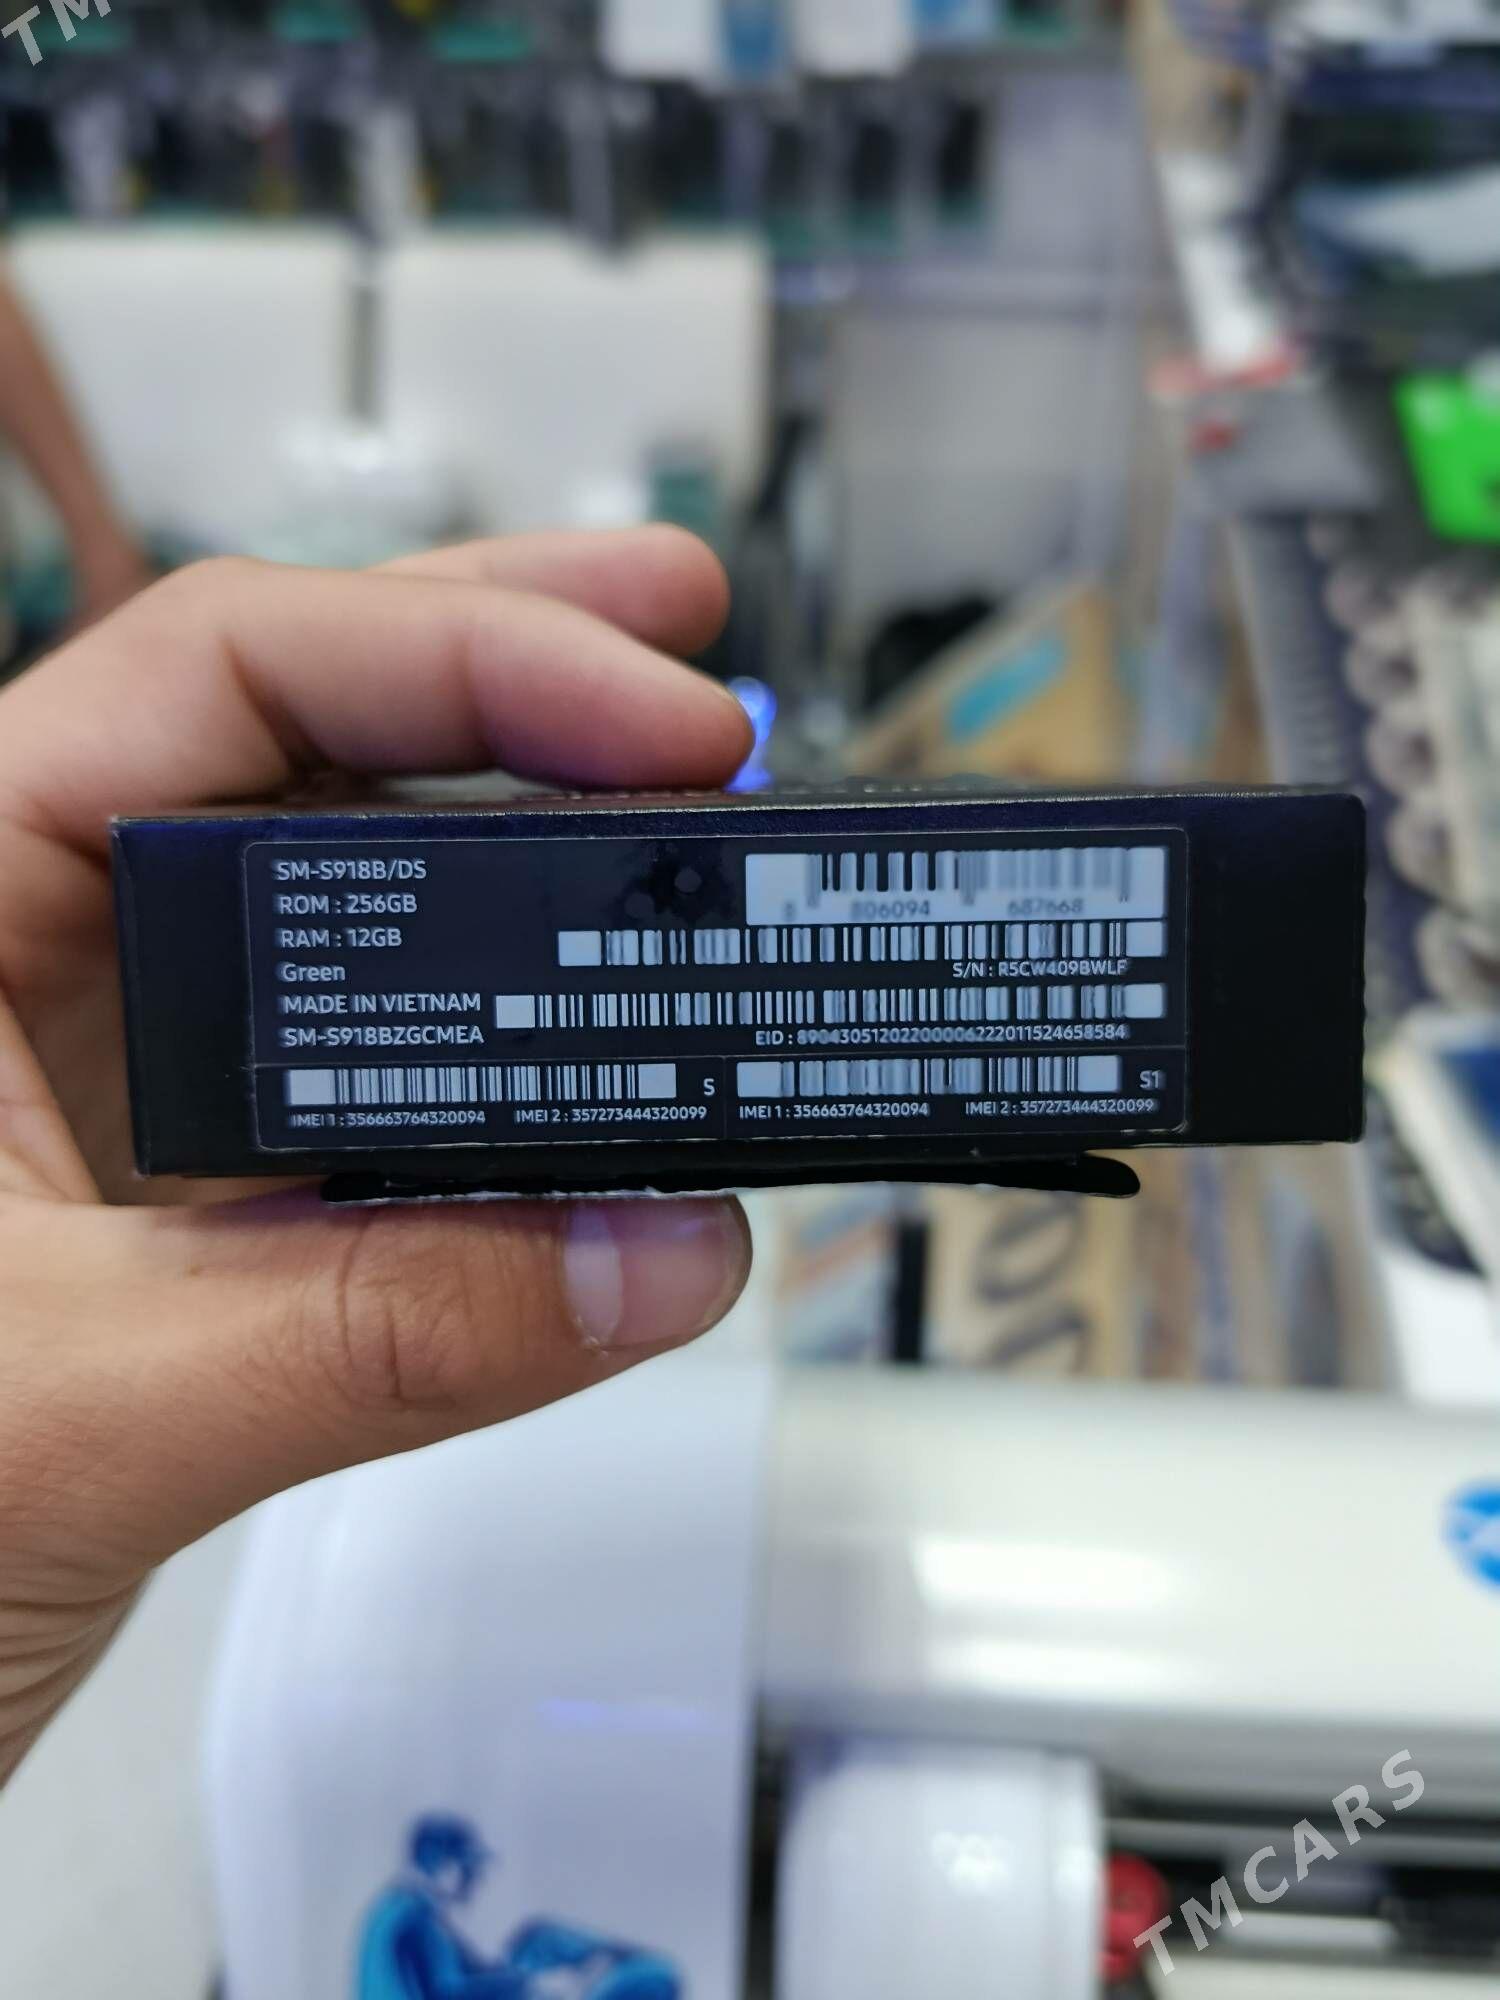 TM
SM-S918B/DS
ROM : 256GB
RAM : 12GB
Green
MADE IN VIETNAM
SM-S918BZGCMEA
8 806094 687668
S/N : R5CW409BWLF
EID : 89043051202200006222011524658584
S
IMEI 1 : 356663764320094 IMEI 2 : 357273444320099
S1
IMEI 1 : 356663764320094 IMEI 2 : 357273444320099
TMCARS